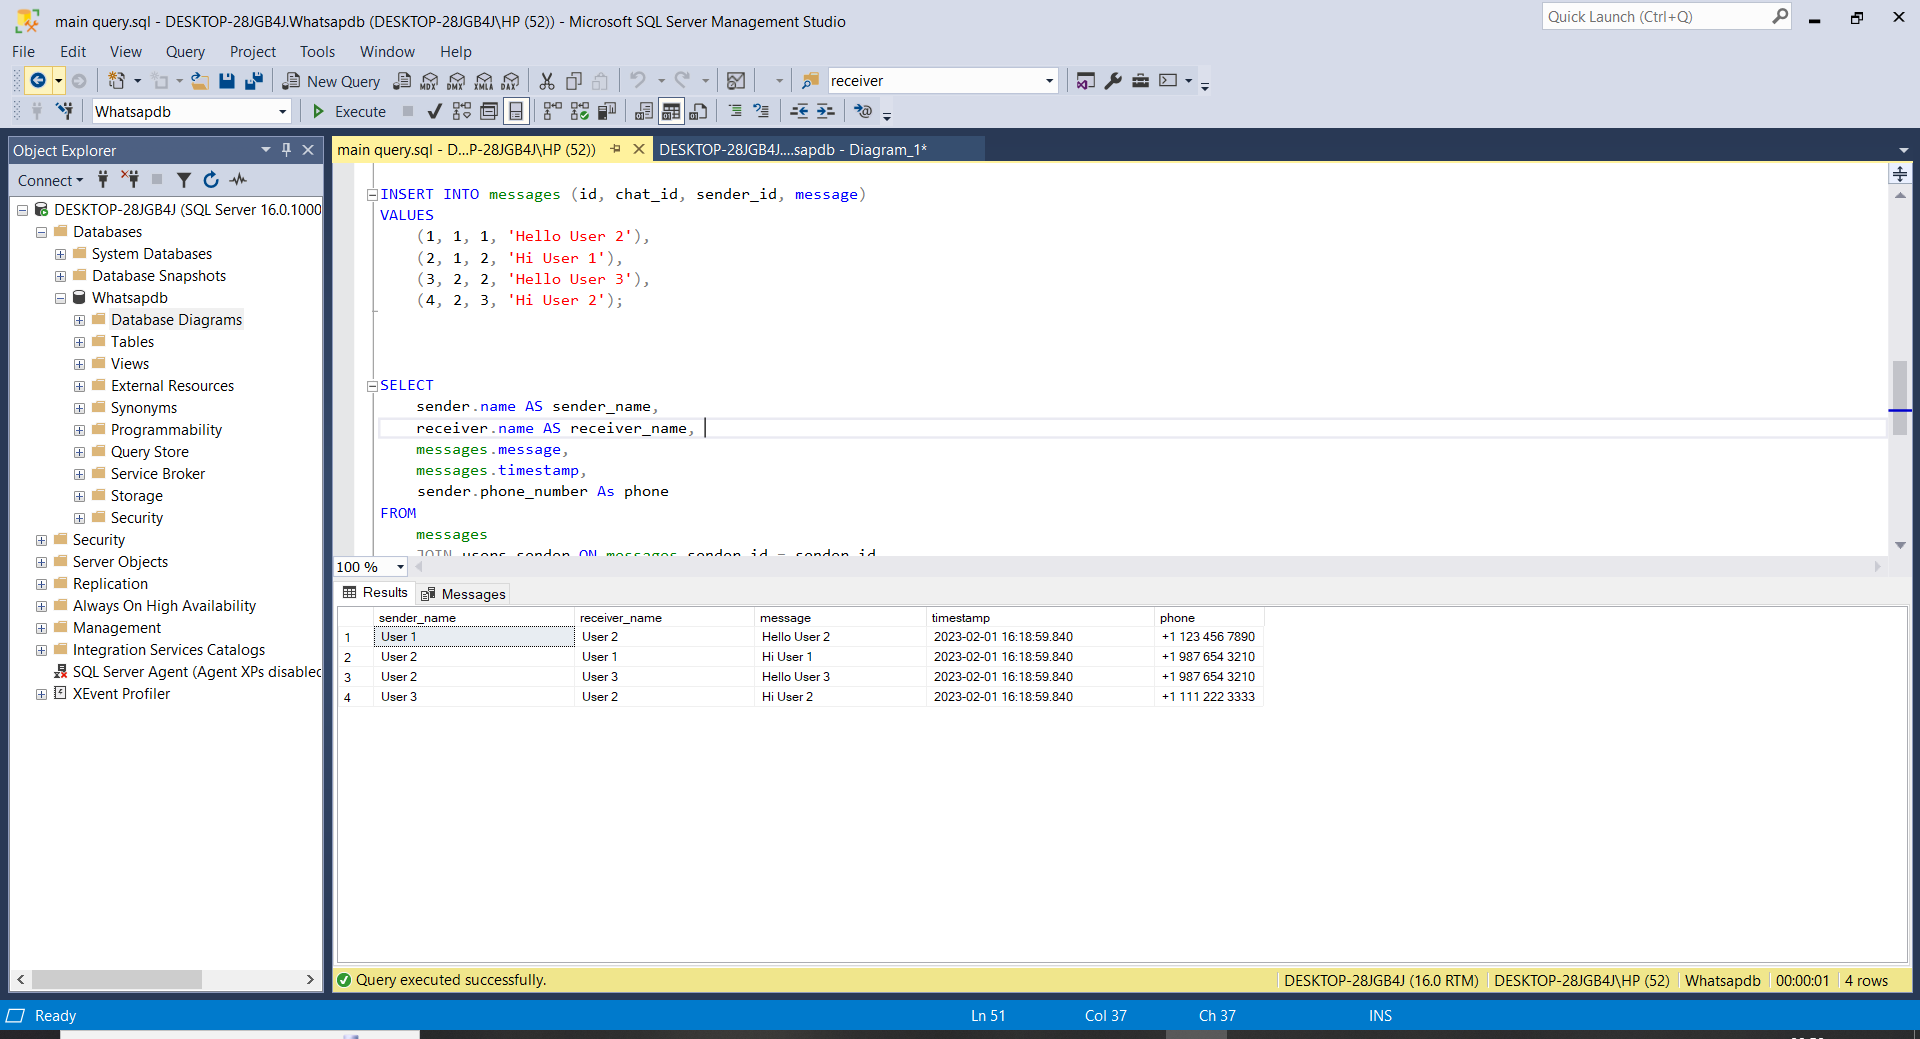 main query.sql - DESKTOP-28JGB4J.Whatsapdb (DESKTOP-28JGB4J\HP (52)) - Microsoft SQL Server Management Studio
Quick Launch (Ctrl+Q)
File Edit View Query Project Tools Window Help
New Query MDX DMX XMLA DAX receiver
Whatsapdb Execute
Object Explorer
Connect
DESKTOP-28JGB4J (SQL Server 16.0.1000
Databases
System Databases
Database Snapshots
Whatsapdb
Database Diagrams
Tables
Views
External Resources
Synonyms
Programmability
Query Store
Service Broker
Storage
Security
Security
Server Objects
Replication
Always On High Availability
Management
Integration Services Catalogs
SQL Server Agent (Agent XPs disabled
XEvent Profiler
main query.sql - D...P-28JGB4J\HP (52)) DESKTOP-28JGB4J....sapdb - Diagram_1*
INSERT INTO messages (id, chat_id, sender_id, message)
VALUES
(1, 1, 1, 'Hello User 2'),
(2, 1, 2, 'Hi User 1'),
(3, 2, 2, 'Hello User 3'),
(4, 2, 3, 'Hi User 2');
SELECT
sender.name AS sender_name,
receiver.name AS receiver_name,
messages.message,
messages.timestamp,
sender.phone_number As phone
FROM
messages
JOIN users sender ON messages.sender_id = sender.id
100 %
Results Messages
sender_name receiver_name message timestamp phone
1 User 1 User 2 Hello User 2 2023-02-01 16:18:59.840 +1 123 456 7890
2 User 2 User 1 Hi User 1 2023-02-01 16:18:59.840 +1 987 654 3210
3 User 2 User 3 Hello User 3 2023-02-01 16:18:59.840 +1 987 654 3210
4 User 3 User 2 Hi User 2 2023-02-01 16:18:59.840 +1 111 222 3333
Query executed successfully. DESKTOP-28JGB4J (16.0 RTM) DESKTOP-28JGB4J\HP (52) Whatsapdb 00:00:01 4 rows
Ready Ln 51 Col 37 Ch 37 INS